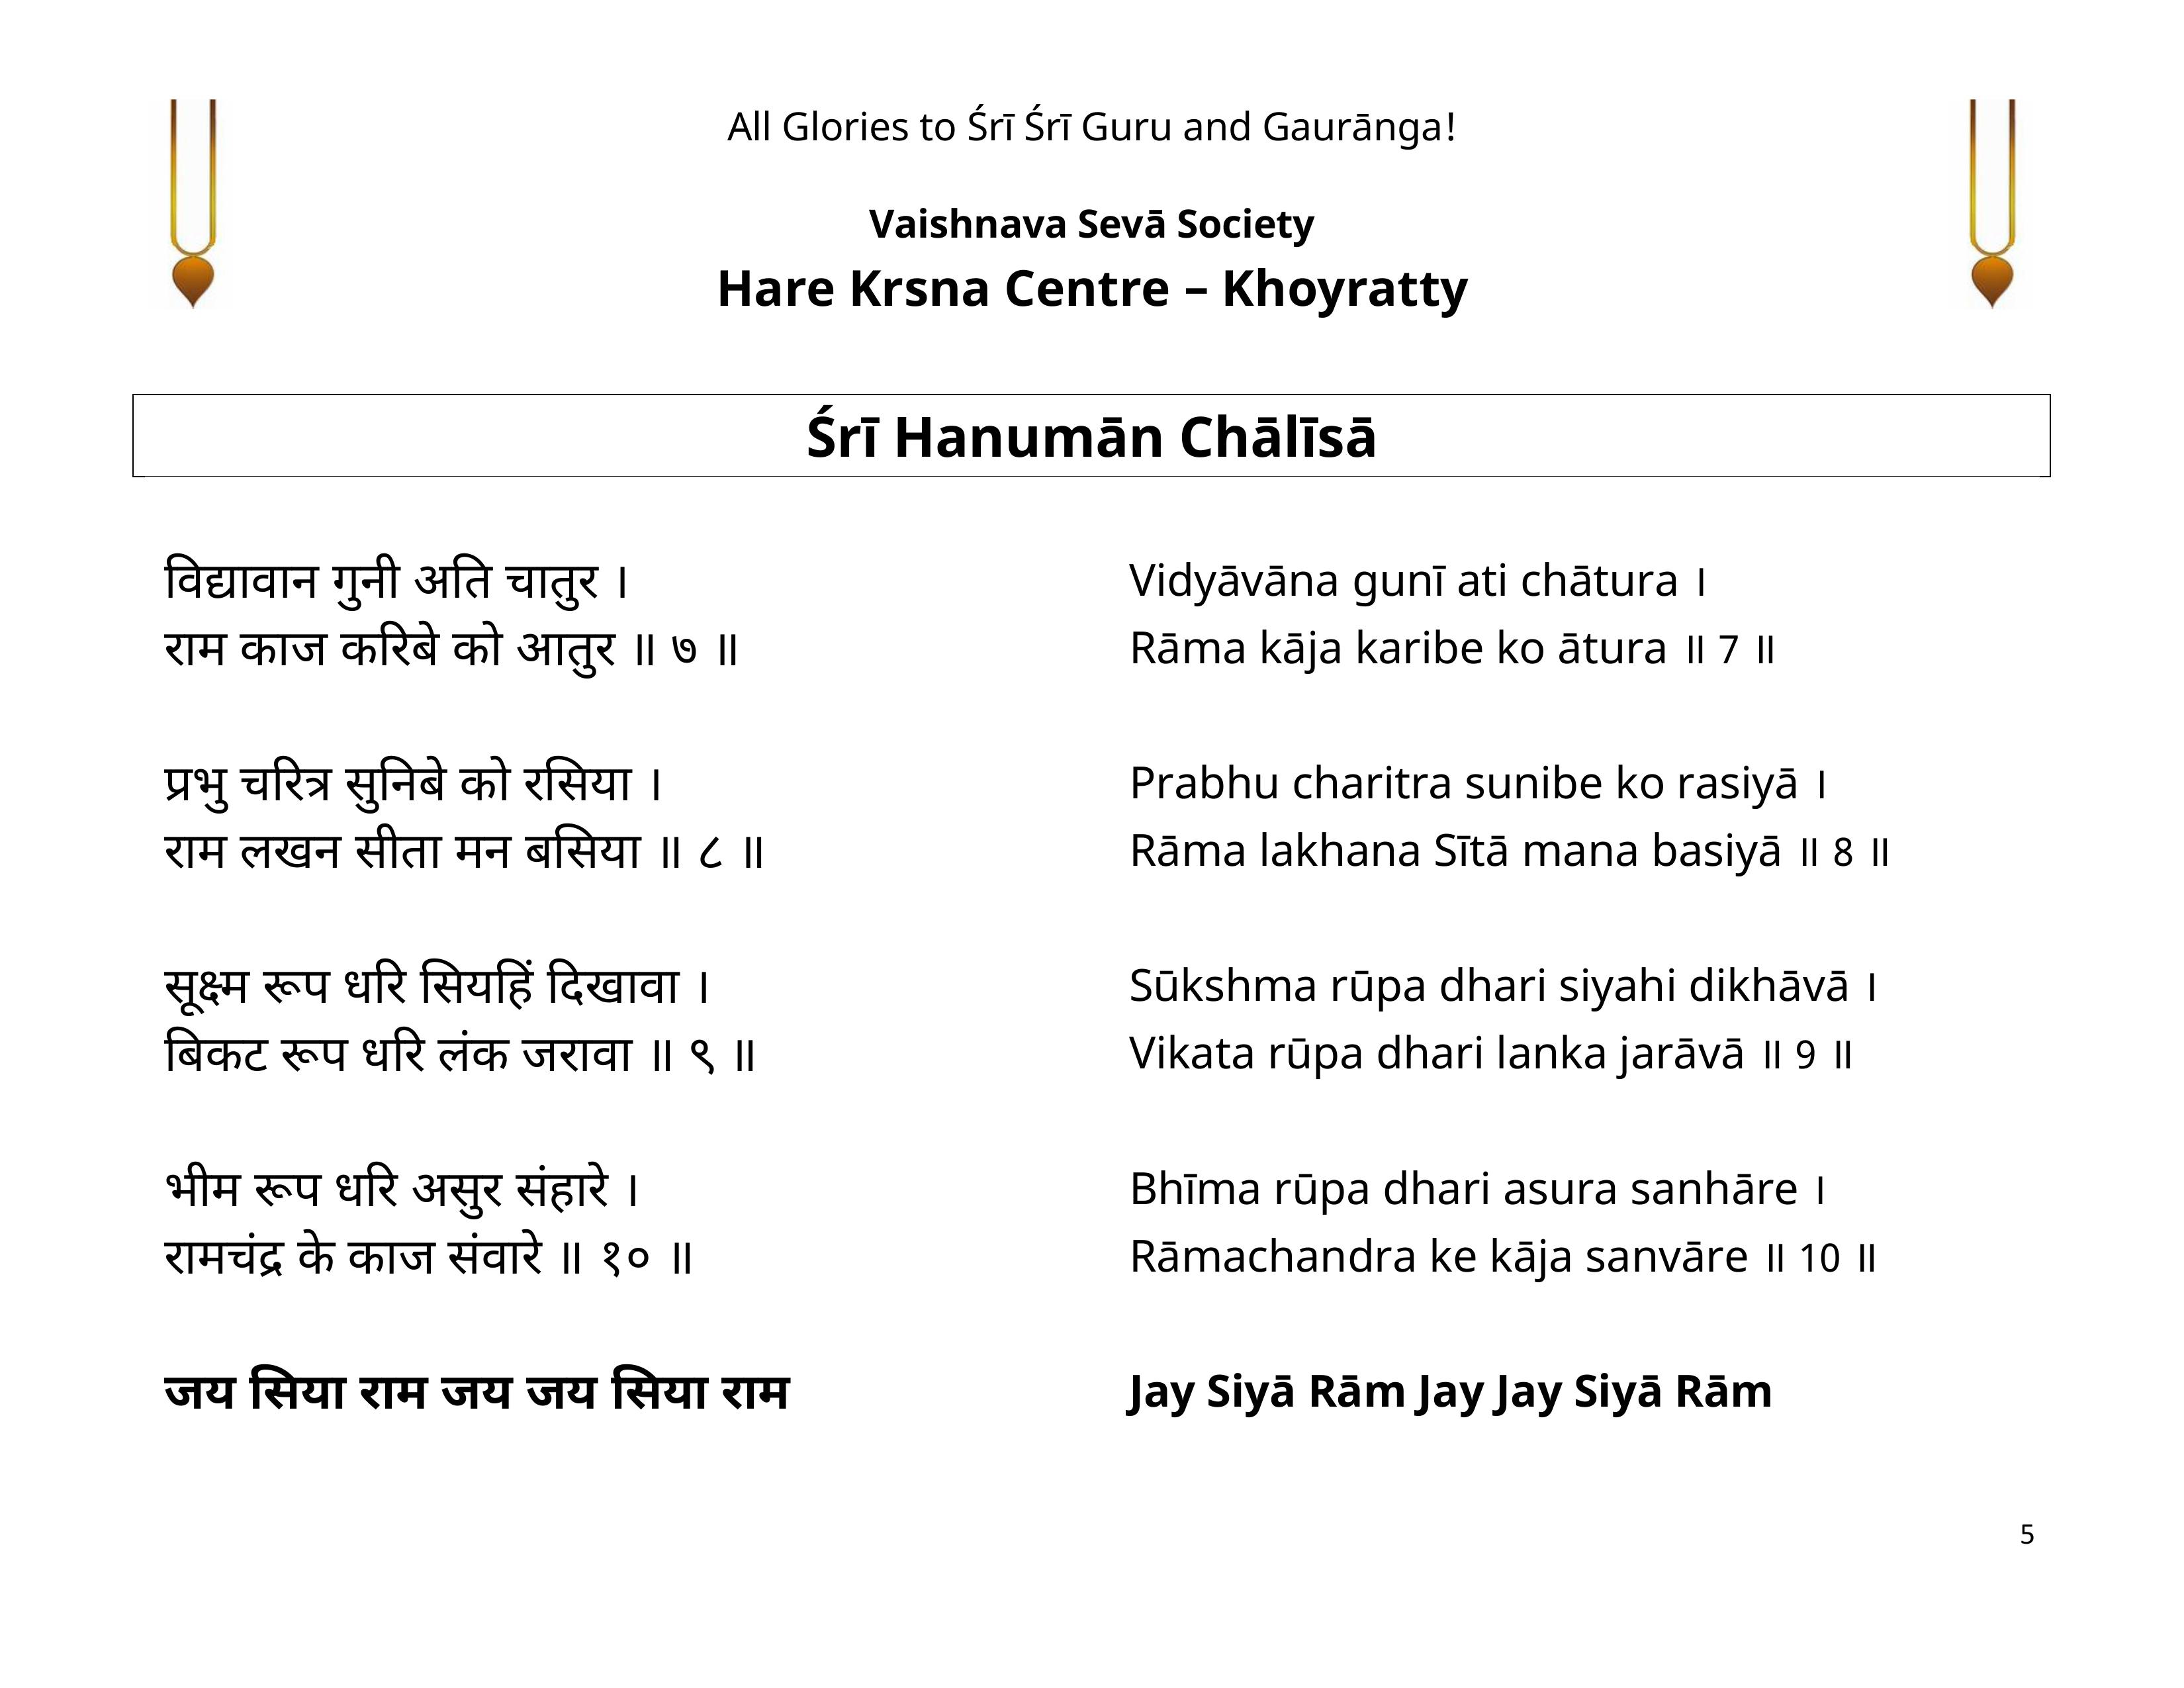 All Glories to Śrī Śrī Guru and Gaurānga!
Vaishnava Sevā Society
Hare Krsna Centre – Khoyratty
Śrī Hanumān Chālīsā
विद्यावान गुनी अति चातुर ।
राम काज करिबे को आतुर ॥ ७ ॥
प्रभु चरित्र सुनिबे को रसिया ।
राम लखन सीता मन बसिया ॥ ८ ॥
सूक्ष्म रूप धरि सियहिं दिखावा ।
बिकट रूप धरि लंक जरावा ॥ ९ ॥
भीम रूप धरि असुर संहारे ।
रामचंद्र के काज संवारे ॥ १० ॥
जय सिया राम जय जय सिया राम
Vidyāvāna gunī ati chātura ।
Rāma kāja karibe ko ātura ॥ 7 ॥
Prabhu charitra sunibe ko rasiyā ।
Rāma lakhana Sītā mana basiyā ॥ 8 ॥
Sūkshma rūpa dhari siyahi dikhāvā ।
Vikata rūpa dhari lanka jarāvā ॥ 9 ॥
Bhīma rūpa dhari asura sanhāre ।
Rāmachandra ke kāja sanvāre ॥ 10 ॥
Jay Siyā Rām Jay Jay Siyā Rām
5